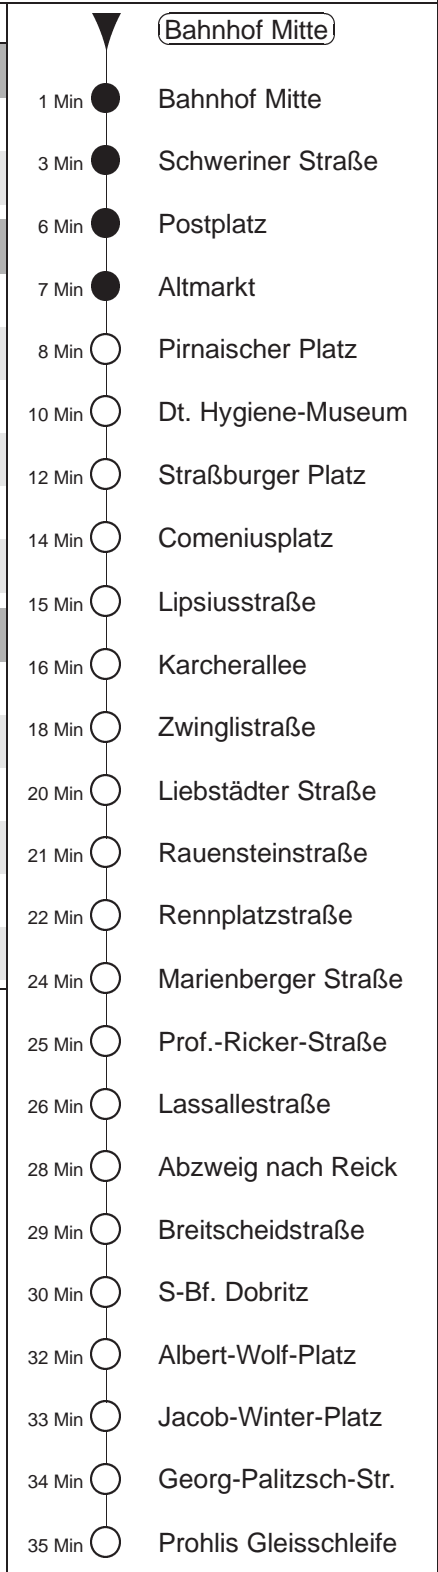 Bahnhof Mitte
1 Min Bahnhof Mitte
3 Min Schweriner Straße
6 Min Postplatz
7 Min Altmarkt
8 Min Pirnaischer Platz
10 Min Dt. Hygiene-Museum
12 Min Straßburger Platz
14 Min Comeniusplatz
15 Min Lipsiusstraße
16 Min Karcherallee
18 Min Zwinglistraße
20 Min Liebstädter Straße
21 Min Rauensteinstraße
22 Min Rennplatzstraße
24 Min Marienberger Straße
25 Min Prof.-Ricker-Straße
26 Min Lassallestraße
28 Min Abzweig nach Reick
29 Min Breitscheidstraße
30 Min S-Bf. Dobritz
32 Min Albert-Wolf-Platz
33 Min Jacob-Winter-Platz
34 Min Georg-Palitzsch-Str.
35 Min Prohlis Gleisschleife